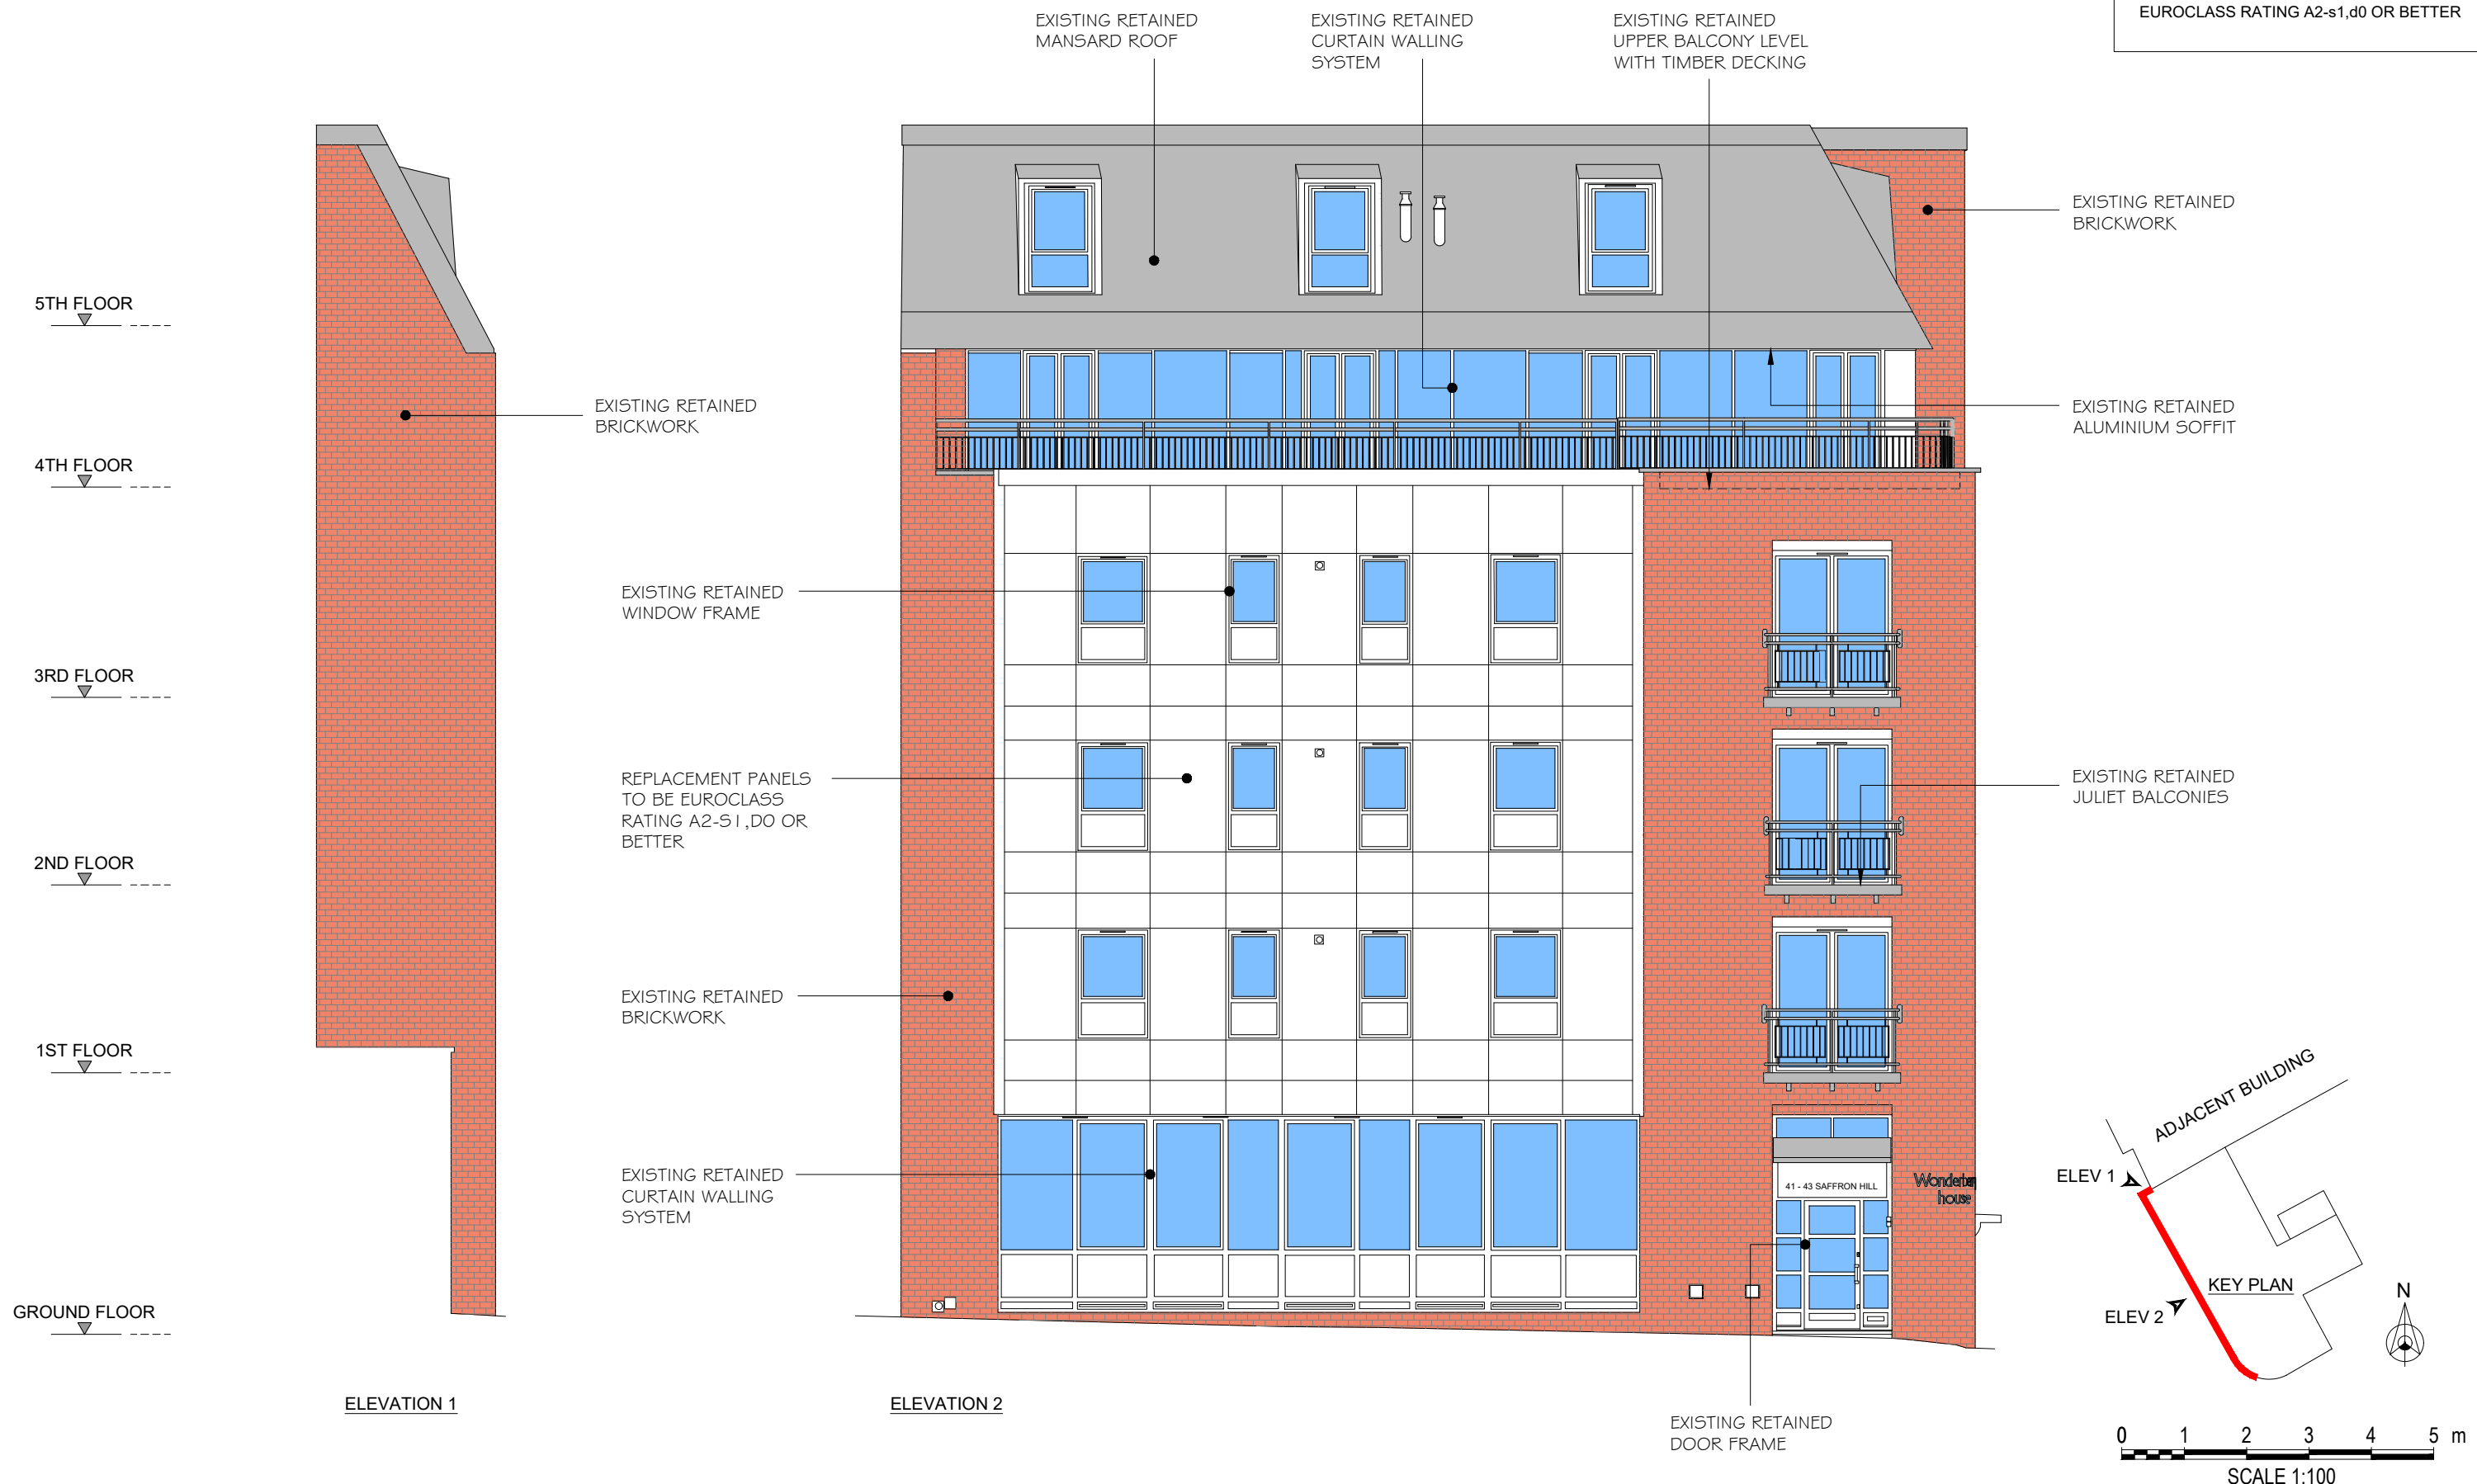 EUROCLASS RATING A2-s1,d0 OR BETTER
EXISTING RETAINED
MANSARD ROOF
EXISTING RETAINED
CURTAIN WALLING
SYSTEM
EXISTING RETAINED
UPPER BALCONY LEVEL
WITH TIMBER DECKING
EXISTING RETAINED
BRICKWORK
5TH FLOOR
EXISTING RETAINED
BRICKWORK
EXISTING RETAINED
ALUMINIUM SOFFIT
4TH FLOOR
EXISTING RETAINED
WINDOW FRAME
3RD FLOOR
REPLACEMENT PANELS
TO BE EUROCLASS
RATING A2-S1,D0 OR
BETTER
EXISTING RETAINED
JULIET BALCONIES
2ND FLOOR
EXISTING RETAINED
BRICKWORK
1ST FLOOR
EXISTING RETAINED
CURTAIN WALLING
SYSTEM
41 - 43 SAFFRON HILL
house
GROUND FLOOR
ELEVATION 1
ELEVATION 2
EXISTING RETAINED
DOOR FRAME
ADJACENT BUILDING
ELEV 1
KEY PLAN
ELEV 2
N
0 1 2 3 4 5 m
SCALE 1:100